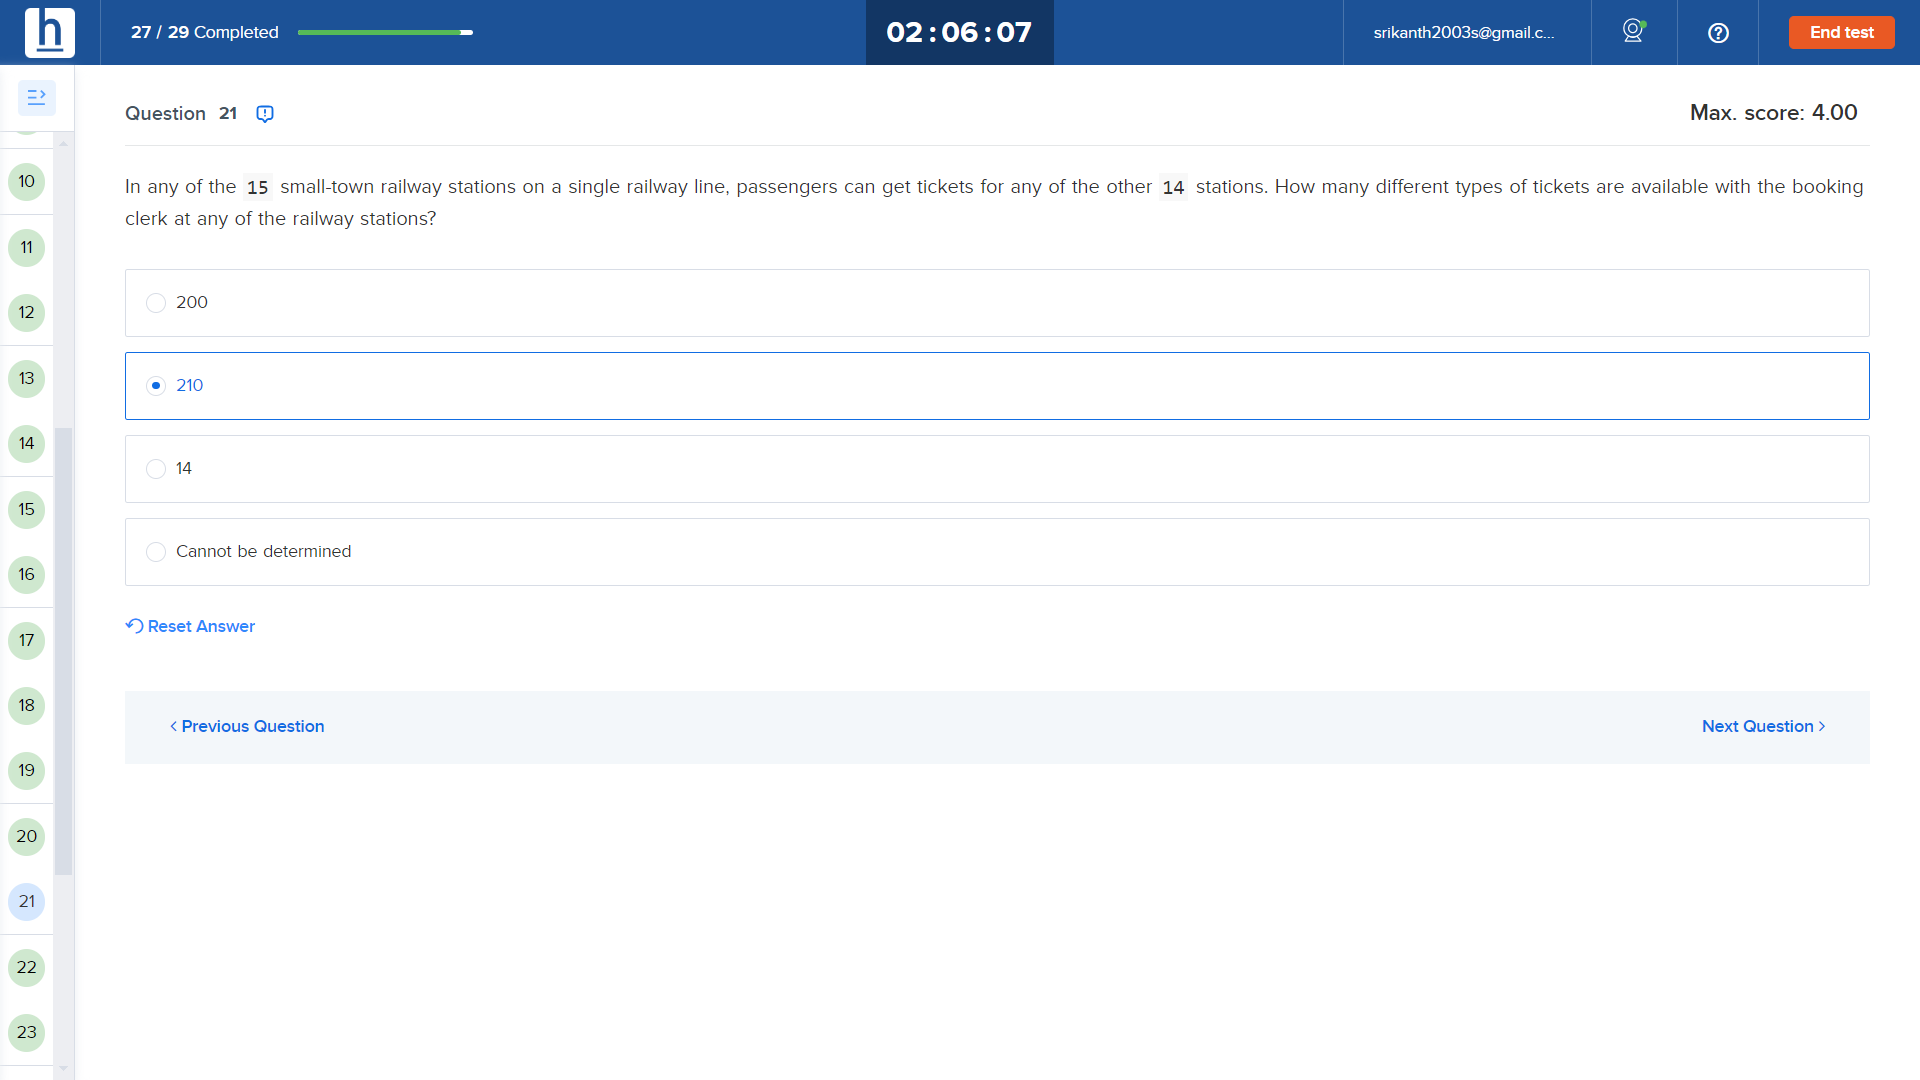 h
27 / 29 Completed
02 : 06 : 07
srikanth2003s@gmail.c...
End test
Question 21
Max. score: 4.00
In any of the 15 small-town railway stations on a single railway line, passengers can get tickets for any of the other 14 stations. How many different types of tickets are available with the booking
clerk at any of the railway stations?
200
210
14
Cannot be determined
Reset Answer
< Previous Question
Next Question >
10
11
12
13
14
15
16
17
18
19
20
21
22
23